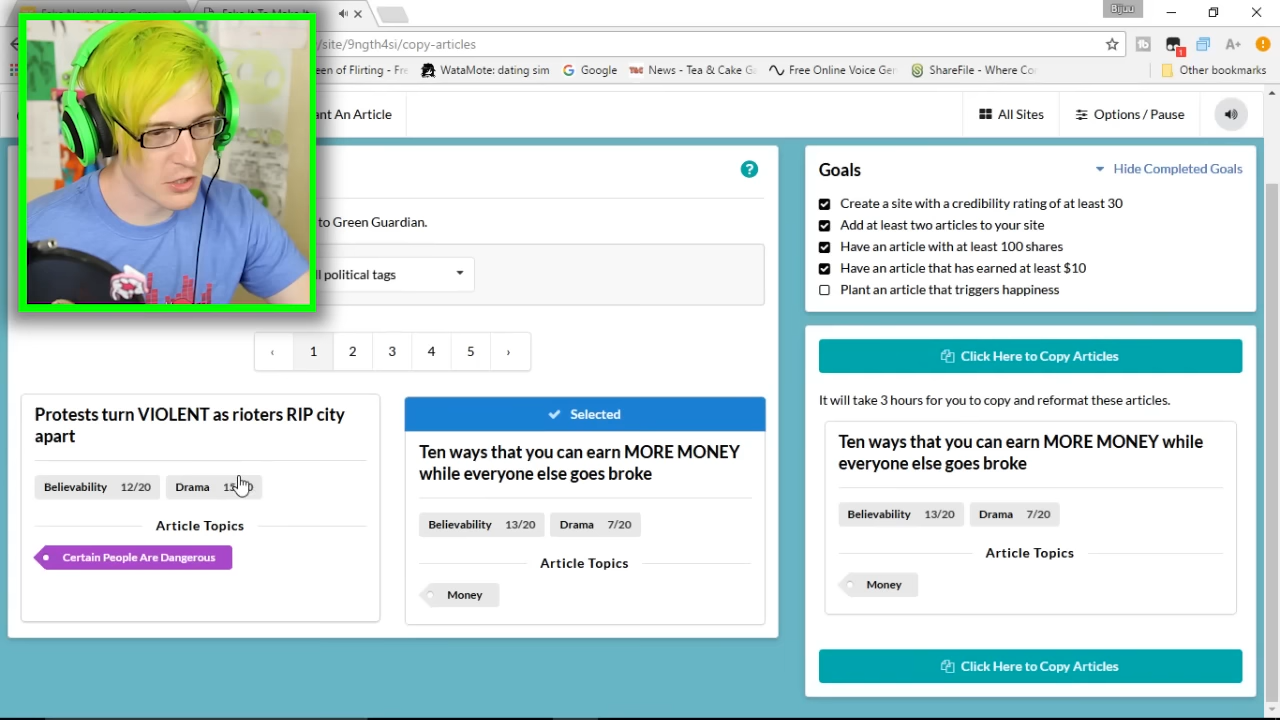 Bijuu
/site/9ngth4si/copy-articles
een of Flirting - Fr
WataMote: dating sim
Google
News - Tea & Cake G
Free Online Voice Ger
ShareFile - Where-Co
Other bookmarks
ant An Article
All Sites
Options / Pause
to Green Guardian.
ll political tags
‹ 1 2 3 4 5 ›
Protests turn VIOLENT as rioters RIP city
apart
Believability 12/20 Drama
Article Topics
Certain People Are Dangerous
Selected
Ten ways that you can earn MORE MONEY
while everyone else goes broke
Believability 13/20 Drama 7/20
Article Topics
Money
Goals
Hide Completed Goals
Create a site with a credibility rating of at least 30
Add at least two articles to your site
Have an article with at least 100 shares
Have an article that has earned at least $10
Plant an article that triggers happiness
Click Here to Copy Articles
It will take 3 hours for you to copy and reformat these articles.
Ten ways that you can earn MORE MONEY while
everyone else goes broke
Believability 13/20 Drama 7/20
Article Topics
Money
Click Here to Copy Articles